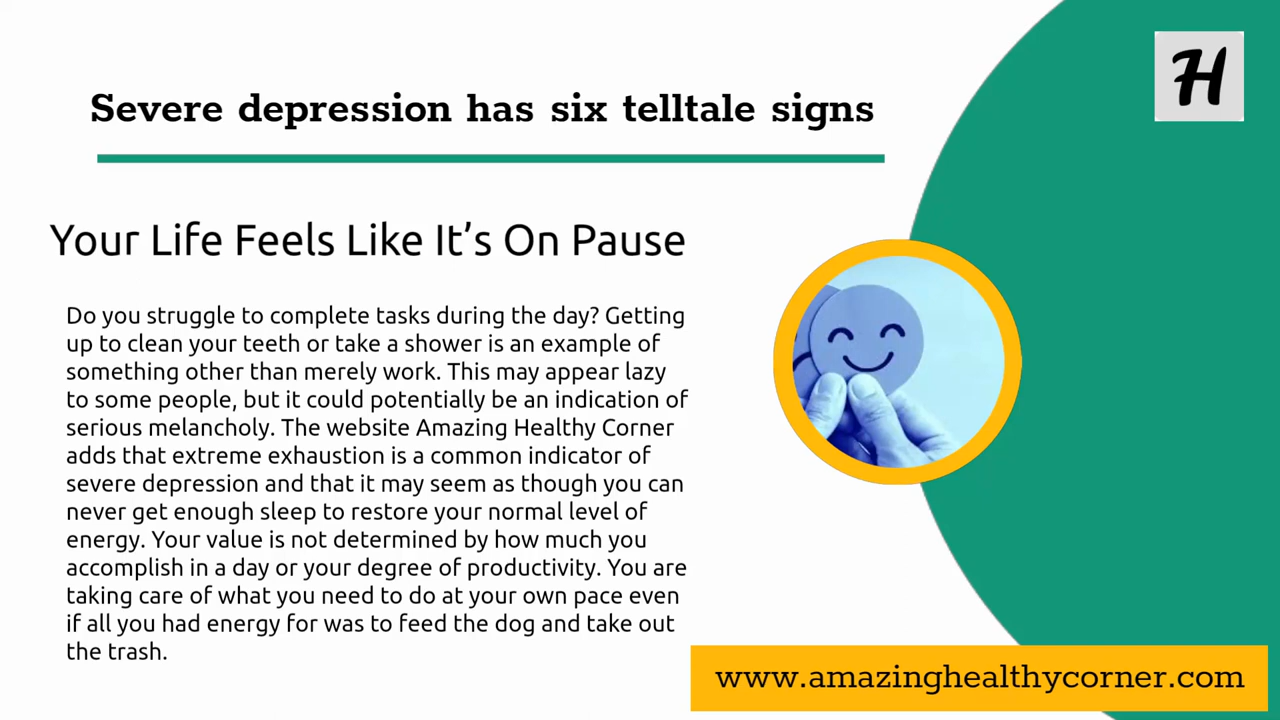 H
Severe depression has six telltale signs
Your Life Feels Like It’s On Pause
Do you struggle to complete tasks during the day? Getting
up to clean your teeth or take a shower is an example of
something other than merely work. This may appear lazy
to some people, but it could potentially be an indication of
serious melancholy. The website Amazing Healthy Corner
adds that extreme exhaustion is a common indicator of
severe depression and that it may seem as though you can
never get enough sleep to restore your normal level of
energy. Your value is not determined by how much you
accomplish in a day or your degree of productivity. You are
taking care of what you need to do at your own pace even
if all you had energy for was to feed the dog and take out
the trash.
www.amazinghealthycorner.com